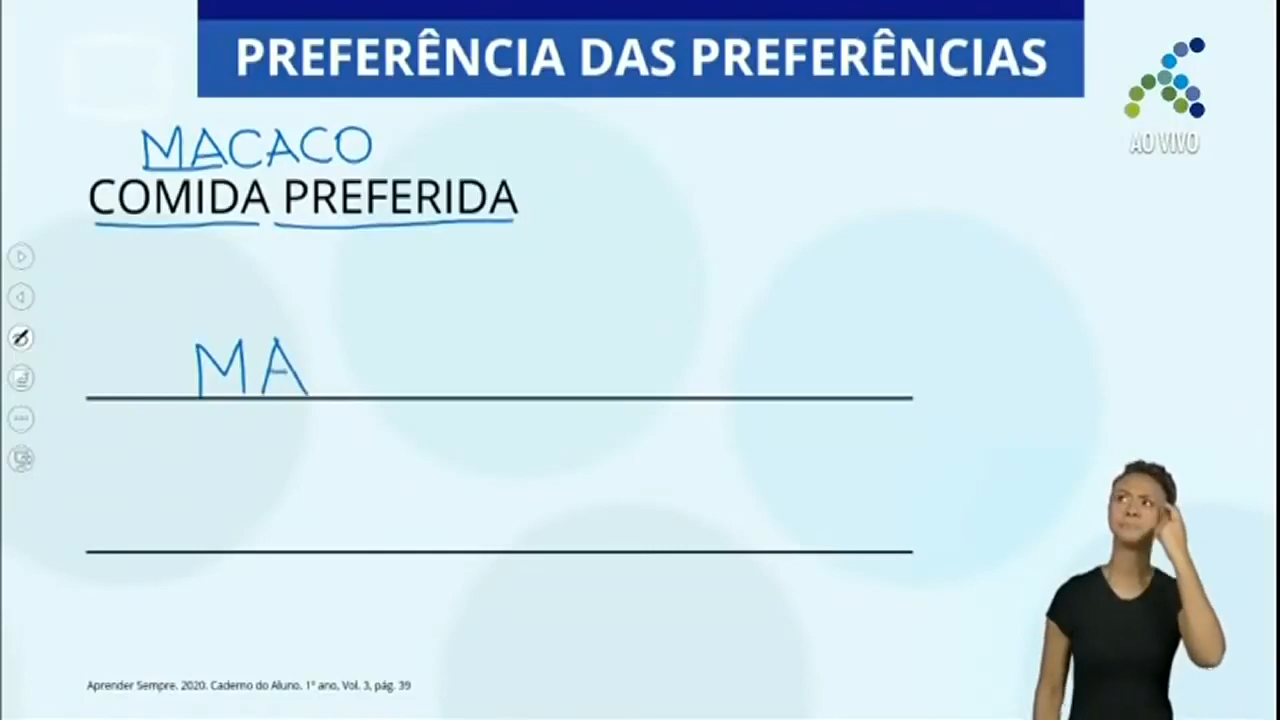 PREFERÊNCIA DAS PREFERÊNCIAS
AO VIVO
MACACO
COMIDA PREFERIDA
MA
Aprender Sempre. 2020. Caderno do Aluno. 1º ano, Vol. 3, pág. 39